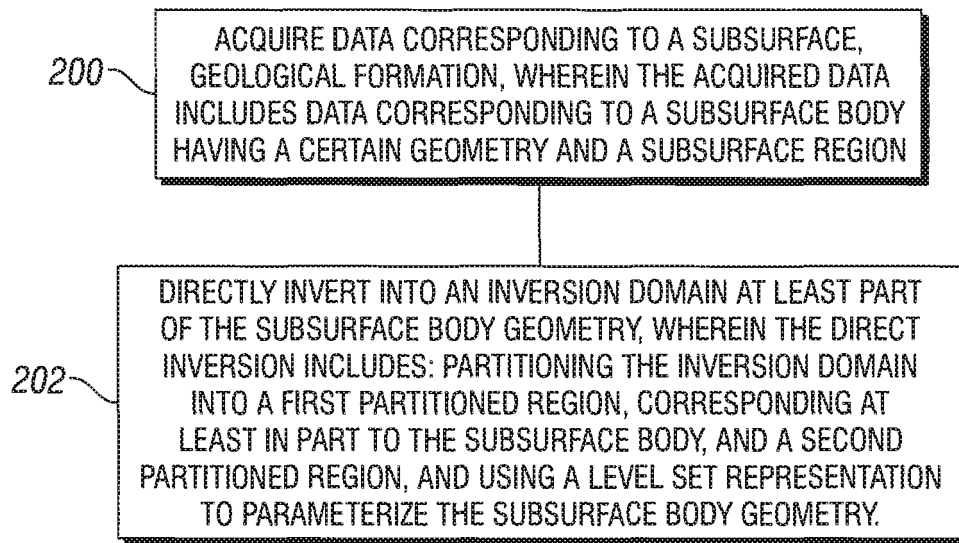 200
ACQUIRE DATA CORRESPONDING TO A SUBSURFACE,
GEOLOGICAL FORMATION, WHEREIN THE ACQUIRED DATA
INCLUDES DATA CORRESPONDING TO A SUBSURFACE BODY
HAVING A CERTAIN GEOMETRY AND A SUBSURFACE REGION
202
DIRECTLY INVERT INTO AN INVERSION DOMAIN AT LEAST PART
OF THE SUBSURFACE BODY GEOMETRY, WHEREIN THE DIRECT
INVERSION INCLUDES: PARTITIONING THE INVERSION DOMAIN
INTO A FIRST PARTITIONED REGION, CORRESPONDING AT
LEAST IN PART TO THE SUBSURFACE BODY, AND A SECOND
PARTITIONED REGION, AND USING A LEVEL SET REPRESENTATION
TO PARAMETERIZE THE SUBSURFACE BODY GEOMETRY.